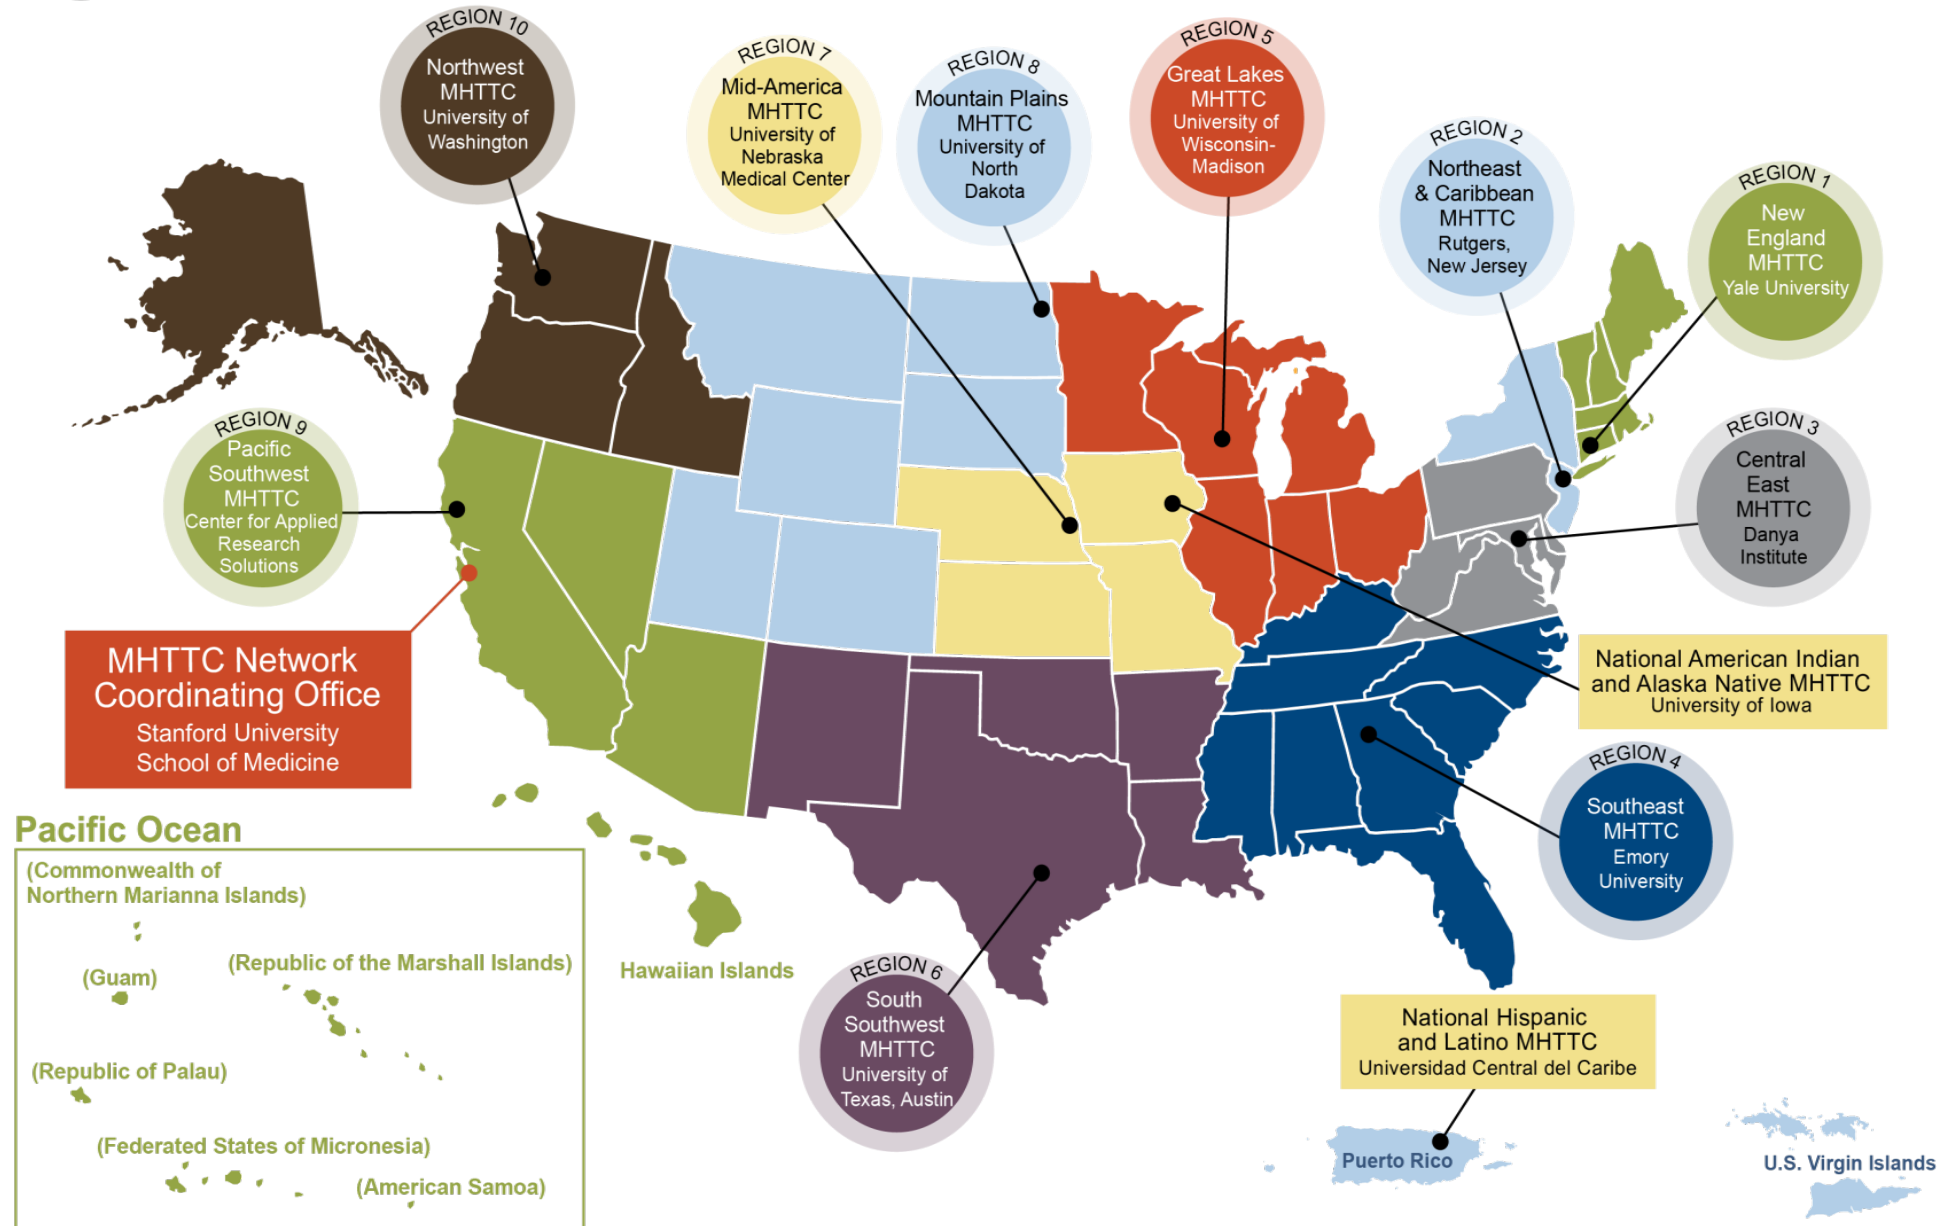 REGION 10
Northwest
MHTTC
University of
Washington
REGION 7
Mid-America
MHTTC
University of
Nebraska
Medical Center
REGION 8
Mountain Plains
MHTTC
University of
North
Dakota
REGION 5
Great Lakes
MHTTC
University of
Wisconsin-
Madison
REGION 2
Northeast
& Caribbean
MHTTC
Rutgers,
New Jersey
REGION 1
New
England
MHTTC
Yale University
REGION 9
Pacific
Southwest
MHTTC
Center for Applied
Research
Solutions
REGION 3
Central
East
MHTTC
Danya
Institute
MHTTC Network
Coordinating Office
Stanford University
School of Medicine
National American Indian
and Alaska Native MHTTC
University of Iowa
REGION 4
Southeast
MHTTC
Emory
University
Pacific Ocean
(Commonwealth of
Northern Marianna Islands)
(Guam)
(Republic of the Marshall Islands)
(Republic of Palau)
(Federated States of Micronesia)
(American Samoa)
Hawaiian Islands
REGION 6
South
Southwest
MHTTC
University of
Texas, Austin
National Hispanic
and Latino MHTTC
Universidad Central del Caribe
Puerto Rico
U.S. Virgin Islands